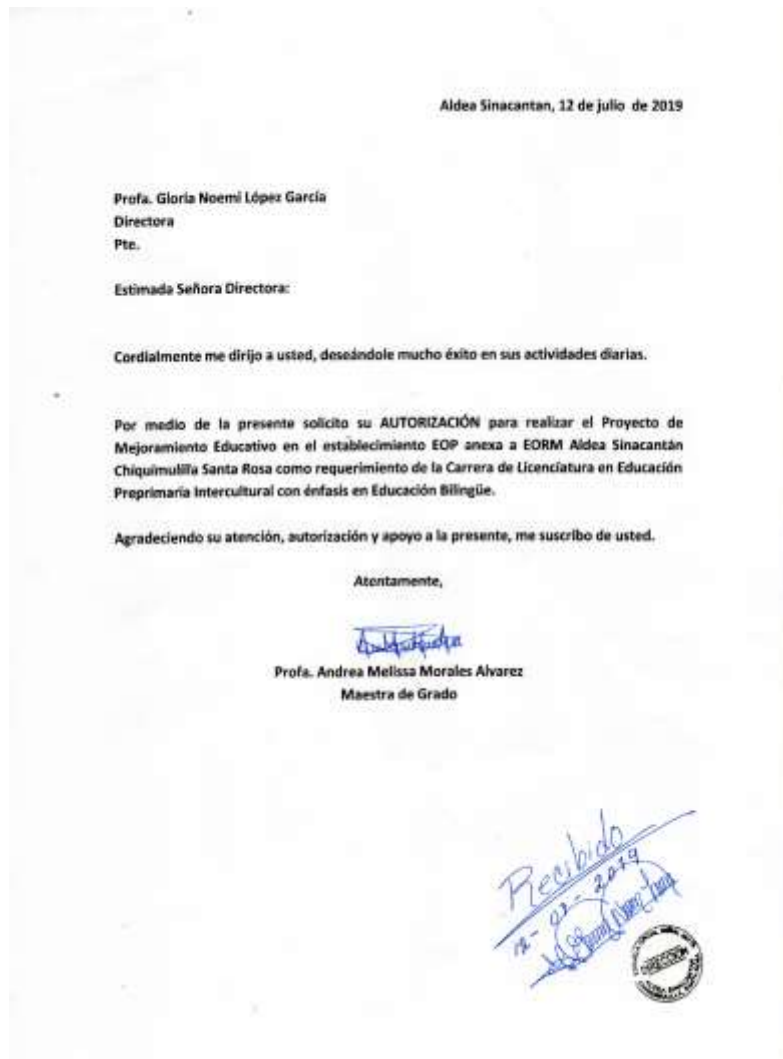 Aldea Sinacantan, 12 de julio de 2019
Profa. Gloria Noemi López García
Directora
Pte.
Estimada Señora Directora:
Cordialmente me dirijo a usted, deseándole mucho éxito en sus actividades diarias.
Por medio de la presente solicito su AUTORIZACIÓN para realizar el Proyecto de
Mejoramiento Educativo en el establecimiento EOP anexa a EORM Aldea Sinacantán
Chiquimulilla Santa Rosa como requerimiento de la Carrera de Licenciatura en Educación
Preprimaria Intercultural con énfasis en Educación Bilingüe.
Agradeciendo su atención, autorización y apoyo a la presente, me suscribo de usted.
Atentamente,
Profa. Andrea Melissa Morales Alvarez
Maestra de Grado
Recibido
2019
DIRECCION